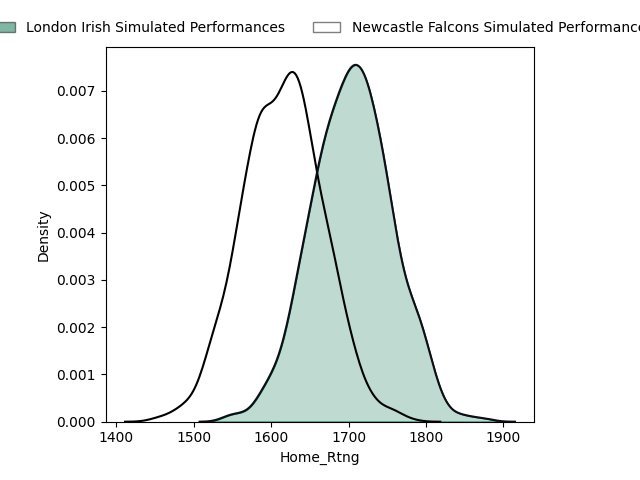 London Irish Simulated Performances
Newcastle Falcons Simulated Performanc
0.007
0.006
0.005
0.004
0.003
0.002
0.001
0.000
Density
1400 1500 1600 1700 1800 1900
Home_Rtng